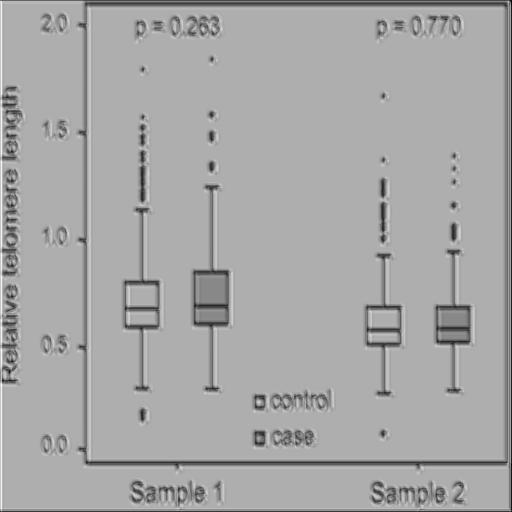 2.0
p = 0.263
p = 0.770
1.5
1.0
0.5
0.0
Relative telomere length
control
case
Sample 1
Sample 2